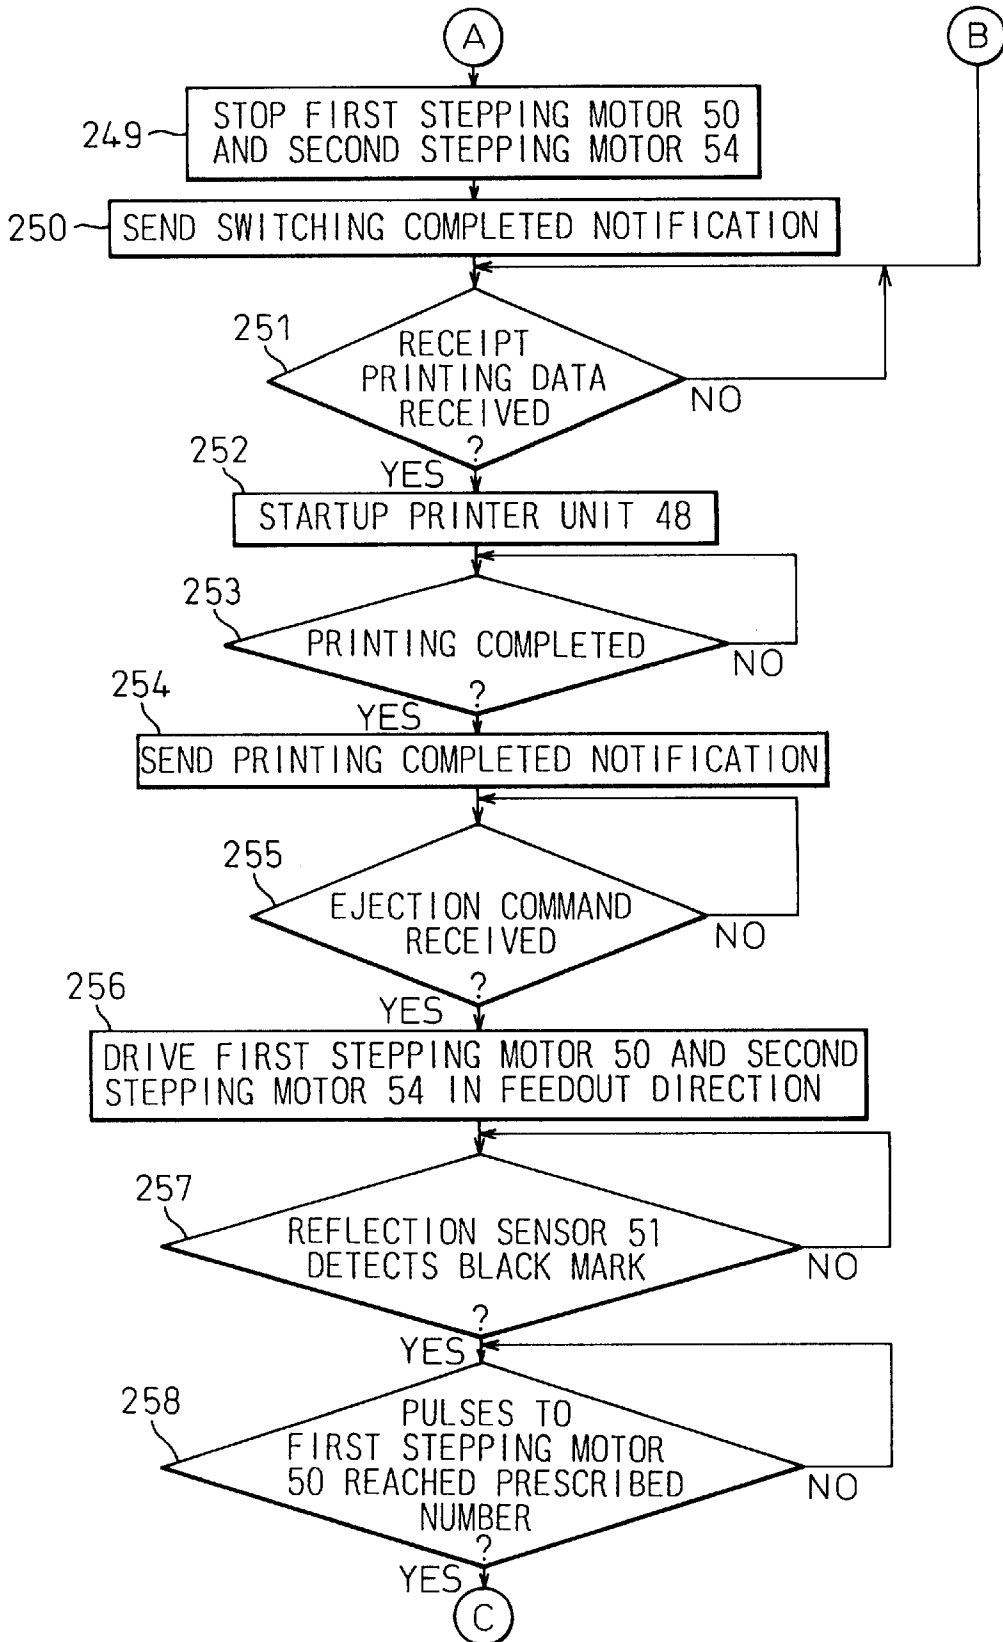 A
B
249
STOP FIRST STEPPING MOTOR 50
AND SECOND STEPPING MOTOR 54
250
SEND SWITCHING COMPLETED NOTIFICATION
251
RECEIPT
PRINTING DATA
RECEIVED
?
NO
YES
252
STARTUP PRINTER UNIT 48
253
PRINTING COMPLETED
?
NO
YES
254
SEND PRINTING COMPLETED NOTIFICATION
255
EJECTION COMMAND
RECEIVED
?
NO
YES
256
DRIVE FIRST STEPPING MOTOR 50 AND SECOND
STEPPING MOTOR 54 IN FEEDOUT DIRECTION
257
REFLECTION SENSOR 51
DETECTS BLACK MARK
?
NO
YES
258
PULSES TO
FIRST STEPPING MOTOR
50 REACHED PRESCRIBED
NUMBER
?
NO
YES
C